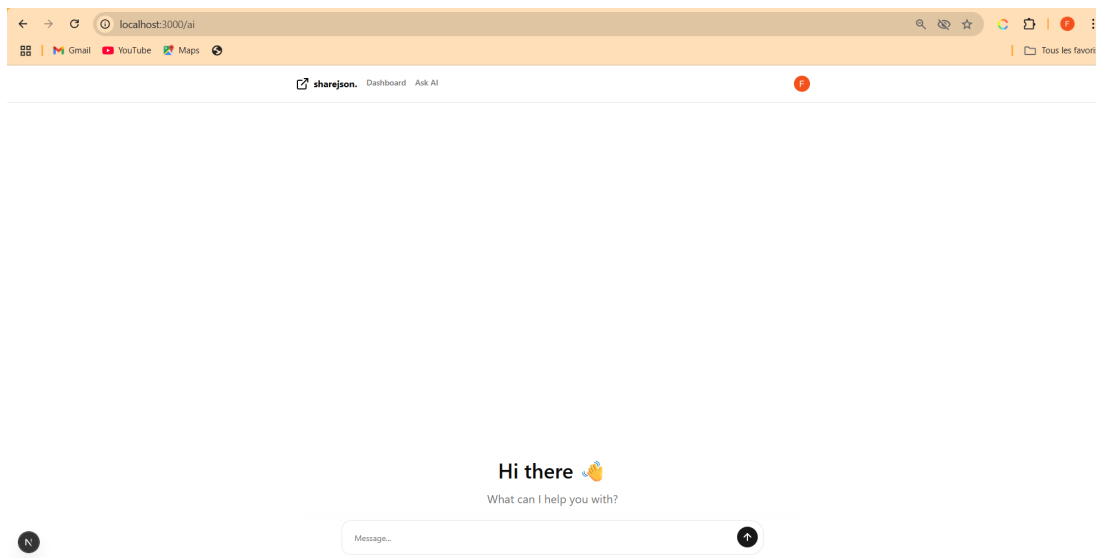 localhost:3000/ai
F
Gmail YouTube Maps
Tous les favoris
sharejson. Dashboard Ask AI
F
Hi there 👋
What can I help you with?
Message...
N